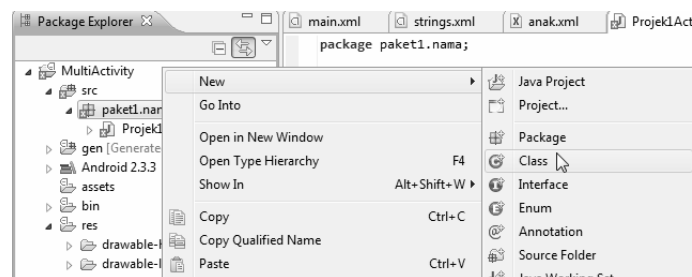 Package Explorer
main.xml
strings.xml
anak.xml
Projek1Act
package paket1.nama;
MultiActivity
src
paket1.nar
Projek1
gen [Generate
Android 2.3.3
assets
bin
res
drawable-h
drawable-l
New
Go Into
Open in New Window
Open Type Hierarchy F4
Show In Alt+Shift+W
Copy Ctrl+C
Copy Qualified Name
Paste Ctrl+V
Java Project
Project...
Package
Class
Interface
Enum
Annotation
Source Folder
Java Working Set